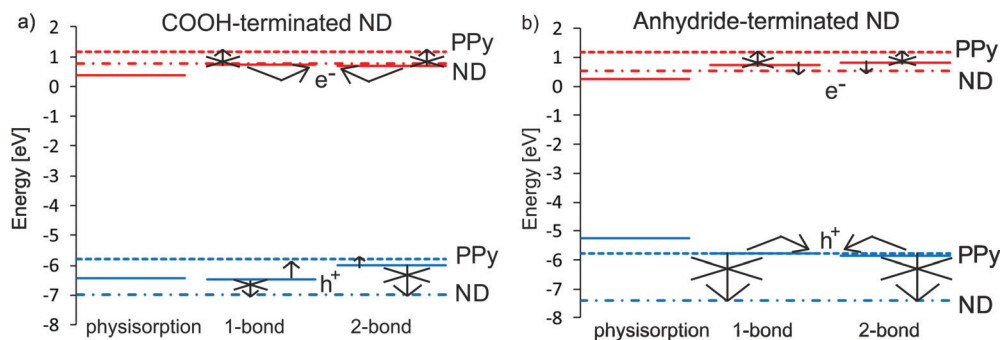 a) COOH-terminated ND
Energy [eV]
2
1
0
-1
-2
-3
-4
-5
-6
-7
-8
PPy
ND
e-
PPy
h+
ND
physisorption 1-bond 2-bond
b) Anhydride-terminated ND
Energy [eV]
2
1
0
-1
-2
-3
-4
-5
-6
-7
-8
PPy
ND
e-
h+
PPy
ND
physisorption 1-bond 2-bond